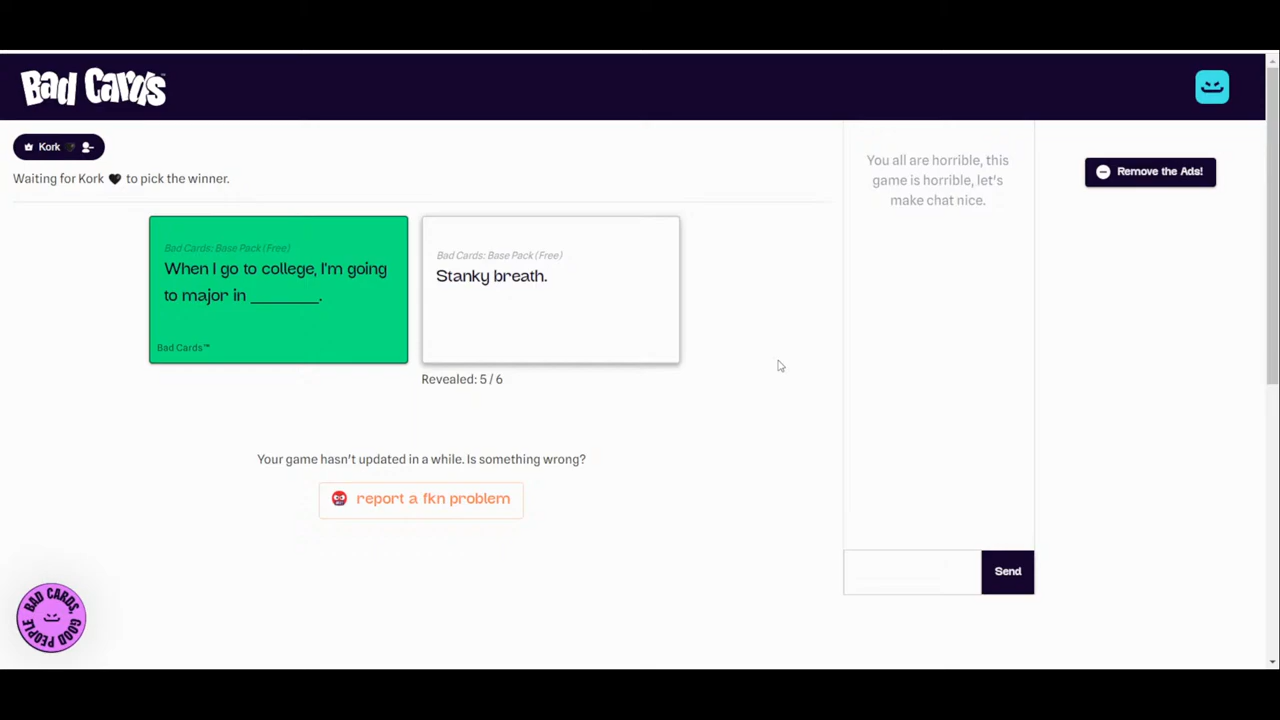 Bad Cards™
Kork
Waiting for Kork 🖤 to pick the winner.
Bad Cards: Base Pack (Free)
When I go to college, I'm going
to major in ________.
Bad Cards™
Bad Cards: Base Pack (Free)
Stanky breath.
Revealed: 5 / 6
Your game hasn't updated in a while. Is something wrong?
report a fkn problem
BAD CARDS, GOOD PEOPLE
You all are horrible, this
game is horrible, let's
make chat nice.
Send
Remove the Ads!